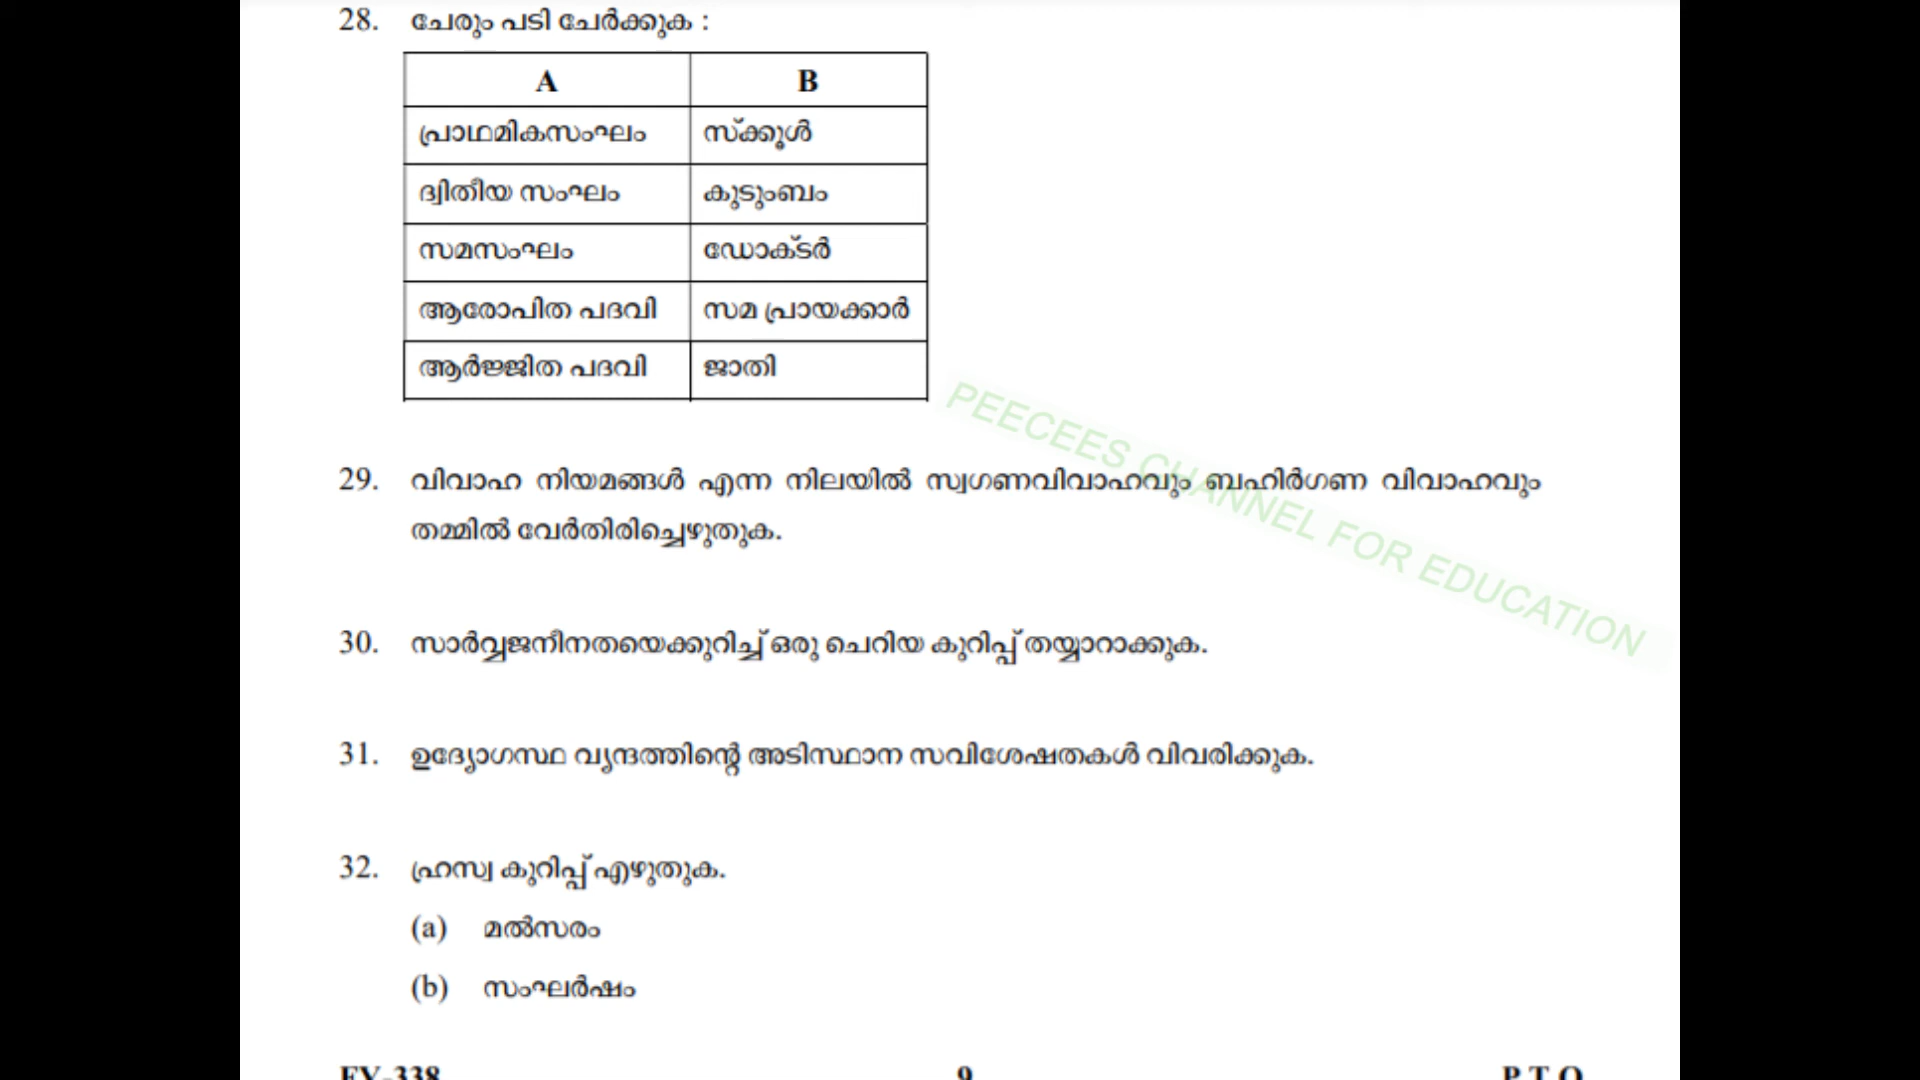 28. ചേരും പടി ചേർക്കുക :
A B
പ്രാഥമികസംഘം സ്ക്കൂൾ
ദ്വിതീയ സംഘം കുടുംബം
സമസംഘം ഡോക്ടർ
ആരോപിത പദവി സമ പ്രായക്കാർ
ആർജ്ജിത പദവി ജാതി
PEECEES CHANNEL FOR EDUCATION
29. വിവാഹ നിയമങ്ങൾ എന്ന നിലയിൽ സ്വഗണവിവാഹവും ബഹിർഗണ വിവാഹവും
തമ്മിൽ വേർതിരിച്ചെഴുതുക.
30. സാർവ്വജനീനതയെക്കുറിച്ച് ഒരു ചെറിയ കുറിപ്പ് തയ്യാറാക്കുക.
31. ഉദ്യോഗസ്ഥ വൃന്ദത്തിന്റെ അടിസ്ഥാന സവിശേഷതകൾ വിവരിക്കുക.
32. ഹ്രസ്വ കുറിപ്പ് എഴുതുക.
(a) മൽസരം
(b) സംഘർഷം
FY-338 9 P.T.O